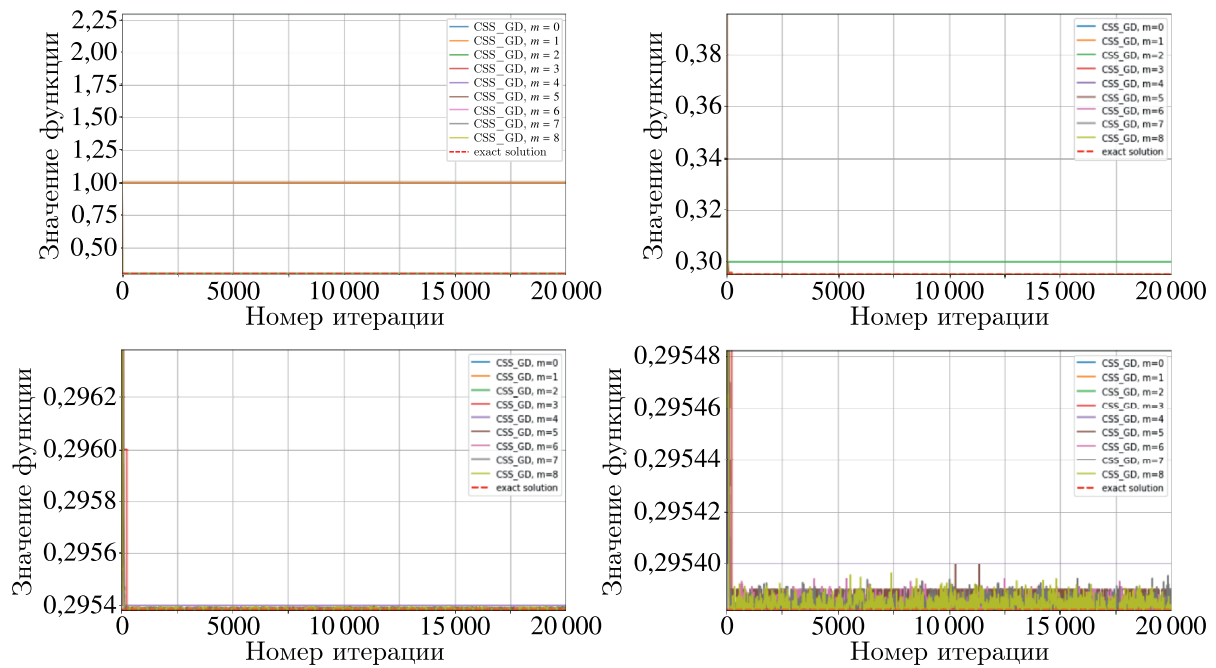 Значение функции
2,25
2,00
1,75
1,50
1,25
1,00
0,75
0,50
0
5000
10 000
15 000
20 000
Номер итерации
CSS_GD, m = 0
CSS_GD, m = 1
CSS_GD, m = 2
CSS_GD, m = 3
CSS_GD, m = 4
CSS_GD, m = 5
CSS_GD, m = 6
CSS_GD, m = 7
CSS_GD, m = 8
exact solution
Значение функции
0,38
0,36
0,34
0,32
0,30
0
5000
10 000
15 000
20 000
Номер итерации
CSS_GD, m=0
CSS_GD, m=1
CSS_GD, m=2
CSS_GD, m=3
CSS_GD, m=4
CSS_GD, m=5
CSS_GD, m=6
CSS_GD, m=7
CSS_GD, m=8
exact solution
Значение функции
0,2962
0,2960
0,2958
0,2956
0,2954
0
5000
10 000
15 000
20 000
Номер итерации
CSS_GD, m=0
CSS_GD, m=1
CSS_GD, m=2
CSS_GD, m=3
CSS_GD, m=4
CSS_GD, m=5
CSS_GD, m=6
CSS_GD, m=7
CSS_GD, m=8
exact solution
Значение функции
0,29548
0,29546
0,29544
0,29542
0,29540
0
5000
10 000
15 000
20 000
Номер итерации
CSS_GD, m=0
CSS_GD, m=1
CSS_GD, m=2
CSS_GD, m=3
CSS_GD, m=4
CSS_GD, m=5
CSS_GD, m=6
CSS_GD, m=7
CSS_GD, m=8
exact solution